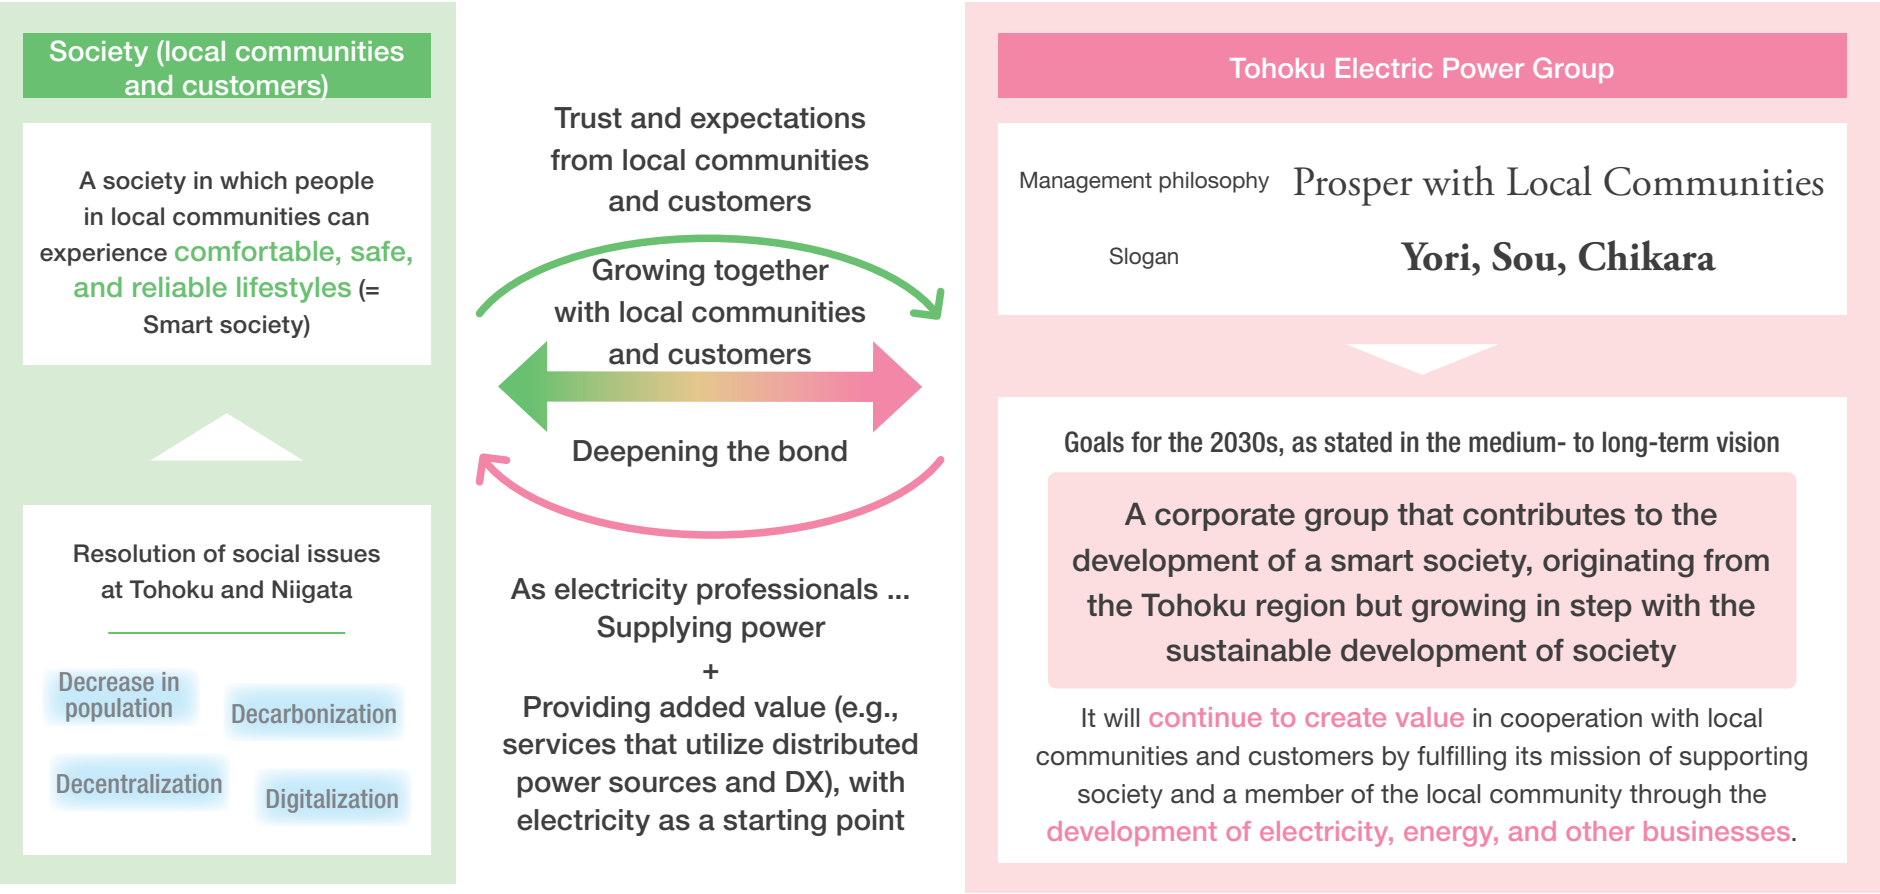 Society (local communities
and customers)
A society in which people
in local communities can
experience comfortable, safe,
and reliable lifestyles (=
Smart society)
Resolution of social issues
at Tohoku and Niigata
Decrease in
population
Decarbonization
Decentralization
Digitalization
Trust and expectations
from local communities
and customers
Growing together
with local communities
and customers
Deepening the bond
As electricity professionals ...
Supplying power
+
Providing added value (e.g.,
services that utilize distributed
power sources and DX), with
electricity as a starting point
Tohoku Electric Power Group
Management philosophy Prosper with Local Communities
Slogan Yori, Sou, Chikara
Goals for the 2030s, as stated in the medium- to long-term vision
A corporate group that contributes to the
development of a smart society, originating from
the Tohoku region but growing in step with the
sustainable development of society
It will continue to create value in cooperation with local
communities and customers by fulfilling its mission of supporting
society and a member of the local community through the
development of electricity, energy, and other businesses.